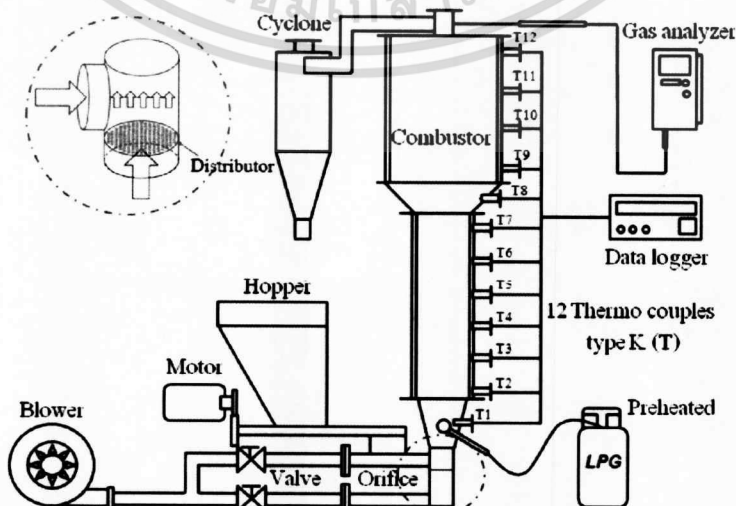 Cyclone
Gas analyzer
T12
T11
T10
Combustor
T9
T8
Distributor
T7
T6
Data logger
Hopper
T5
T4
12 Thermo couples
type K (T)
T3
Motor
T2
Blower
T1
Preheated
LPG
Valve
Orifice